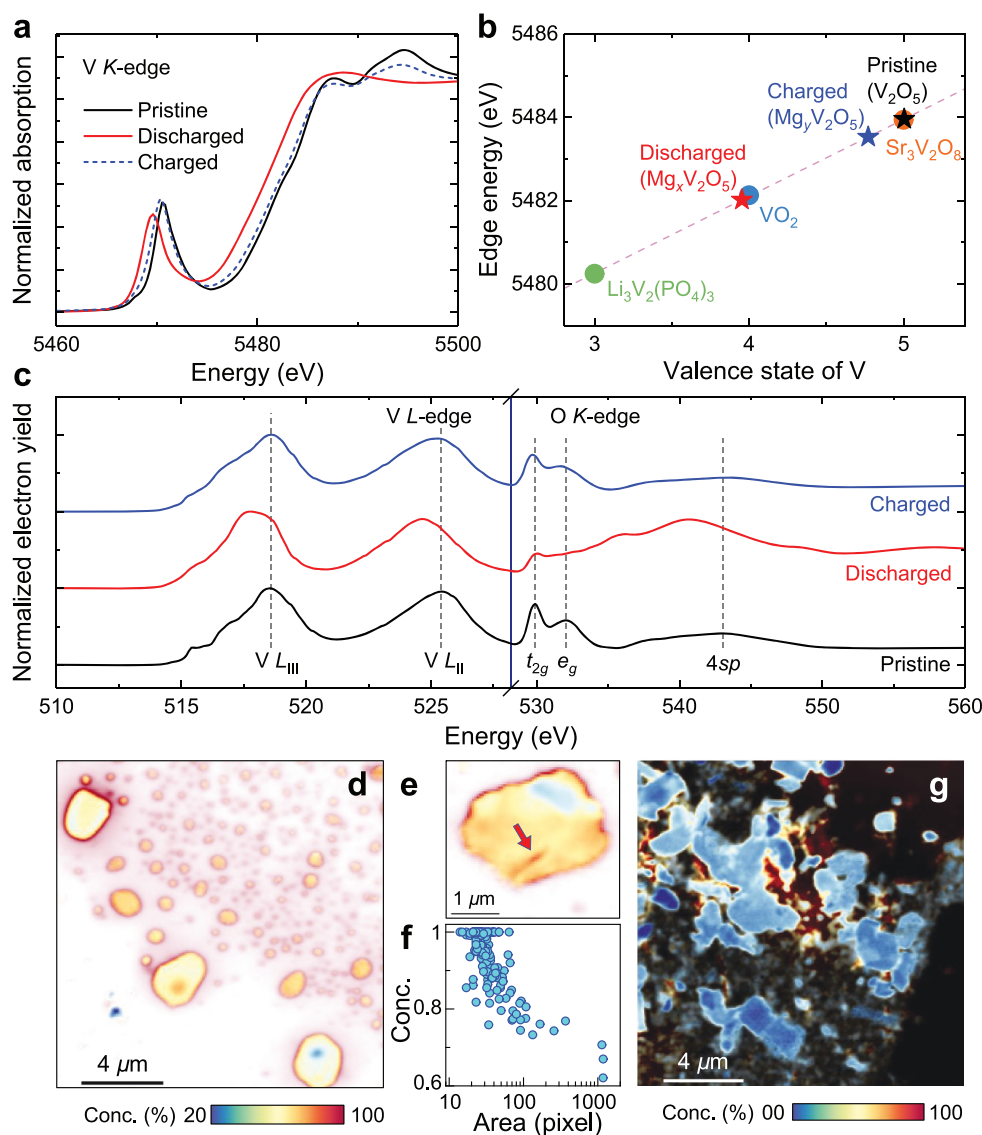 a
V K-edge
Pristine
Discharged
Charged
Normalized absorption
5460
5480
5500
Energy (eV)
b
5486
5484
5482
5480
Edge energy (eV)
Pristine
(V2O5)
Charged
(MgyV2O5)
Sr3V2O8
Discharged
(MgxV2O5)
VO2
Li3V2(PO4)3
3
4
5
Valence state of V
c
V L-edge
O K-edge
Charged
Discharged
Pristine
V LIII
V LII
t2g
eg
4sp
Normalized electron yield
510
515
520
525
530
540
550
560
Energy (eV)
d
4 µm
Conc. (%) 20
100
e
1 µm
f
1
0.8
0.6
Conc.
10
100
1000
Area (pixel)
g
4 µm
Conc. (%) 00
100